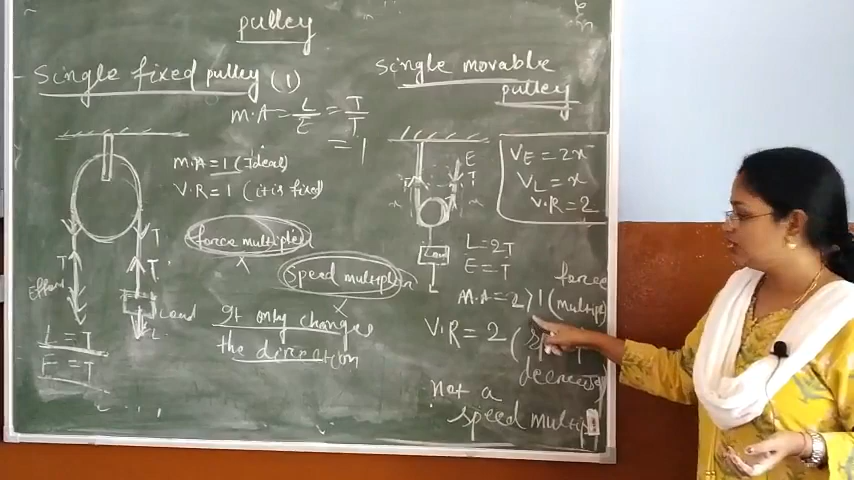 pulley
Single fixed pulley (1)
M.A = L/E = T/T
= 1
M.A = 1 (Ideal)
V.R = 1 (it is fixed)
force multiplier
X
Speed multiplier
X
It only changes
the direction
T
T
T
T
Effort
Load
L
L = T
E = T
single movable
pulley
E
T
T
x
x
Load
VE = 2x
VL = x
V.R = 2
L = 2T
E = T
M.A = 2 > 1 (force
multiple)
V.R = 2 (
decrease)
Not a
speed multipl